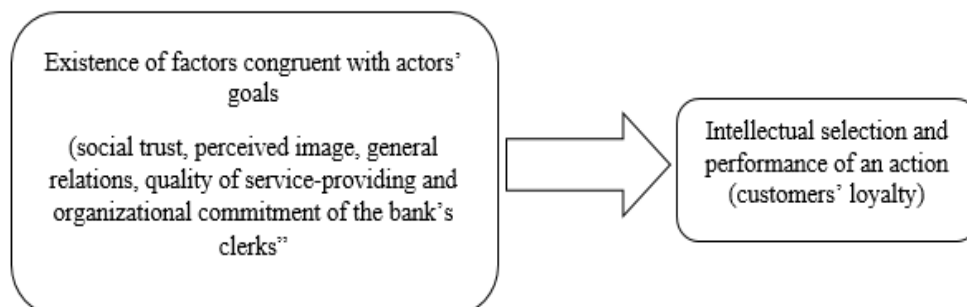 Existence of factors congruent with actors’
goals
(social trust, perceived image, general
relations, quality of service-providing and
organizational commitment of the bank’s
clerks”
Intellectual selection and
performance of an action
(customers’ loyalty)